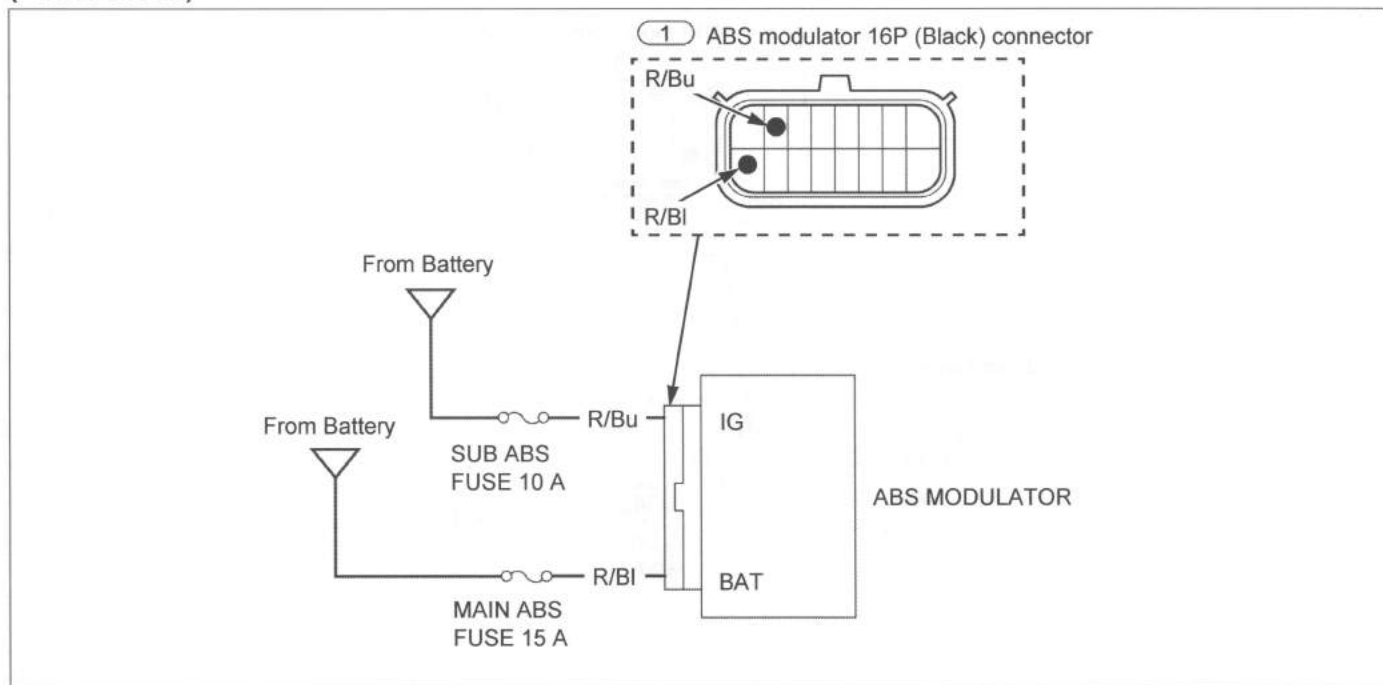 1 ABS modulator 16P (Black) connector
R/Bu
R/Bl
From Battery
R/Bu
IG
From Battery
SUB ABS
FUSE 10 A
ABS MODULATOR
R/Bl
BAT
MAIN ABS
FUSE 15 A